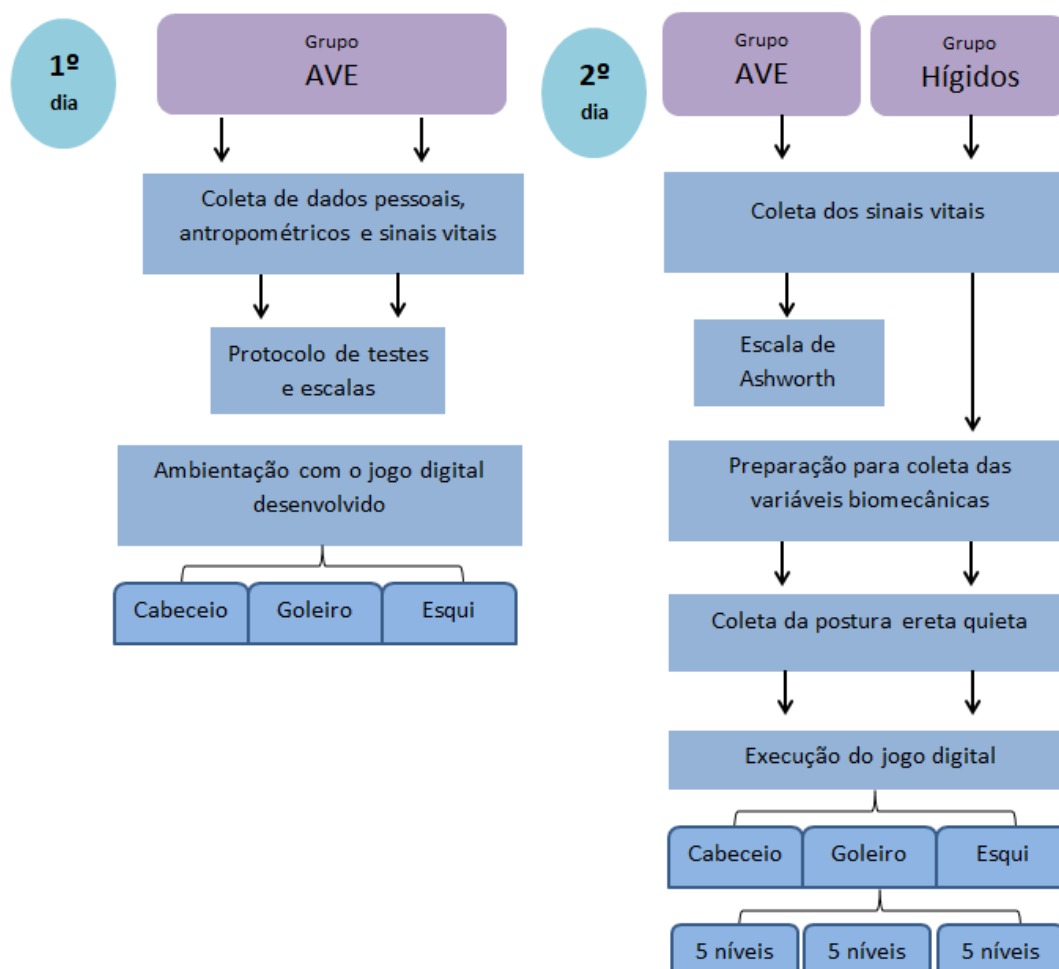 1º
dia
Grupo
AVE
Coleta de dados pessoais,
antropométricos e sinais vitais
Protocolo de testes
e escalas
Ambientação com o jogo digital
desenvolvido
Cabeceio
Goleiro
Esqui
2º
dia
Grupo
AVE
Grupo
Hígidos
Coleta dos sinais vitais
Escala de
Ashworth
Preparação para coleta das
variáveis biomecânicas
Coleta da postura ereta quieta
Execução do jogo digital
Cabeceio
Goleiro
Esqui
5 níveis
5 níveis
5 níveis